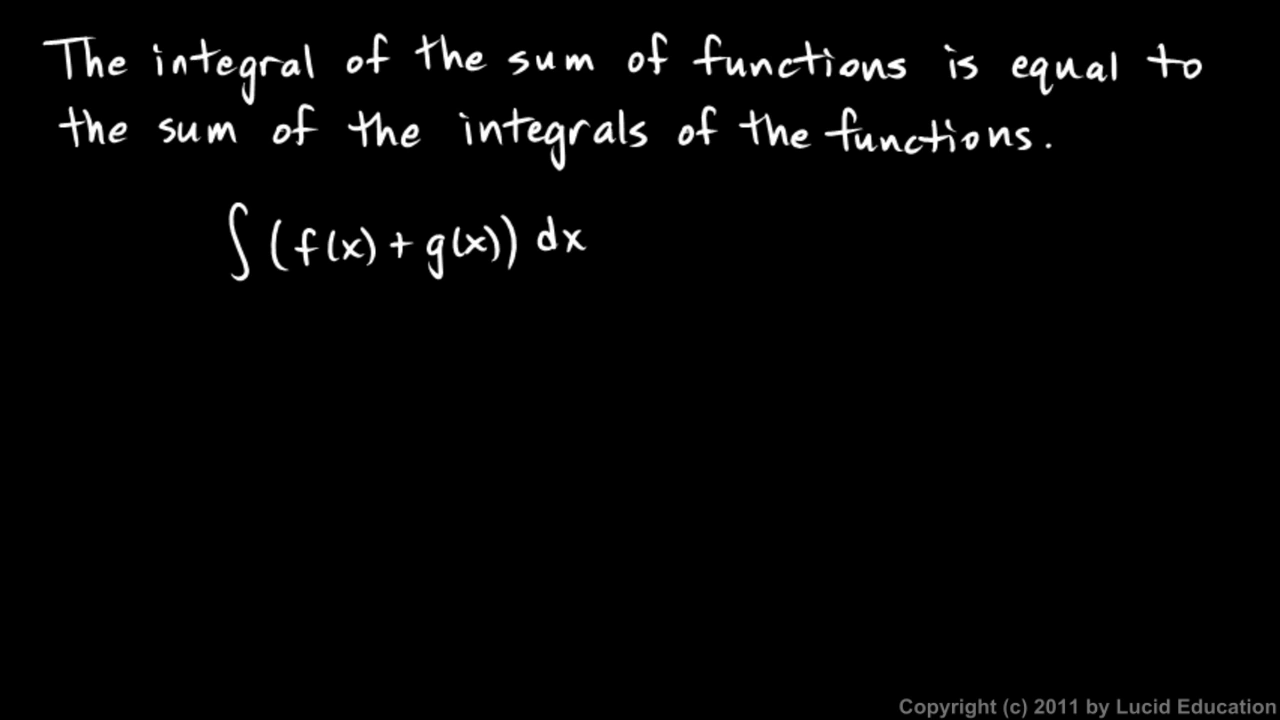 The integral of the sum of functions is equal to
the sum of the integrals of the functions.
∫ (f(x) + g(x)) dx
Copyright (c) 2011 by Lucid Education